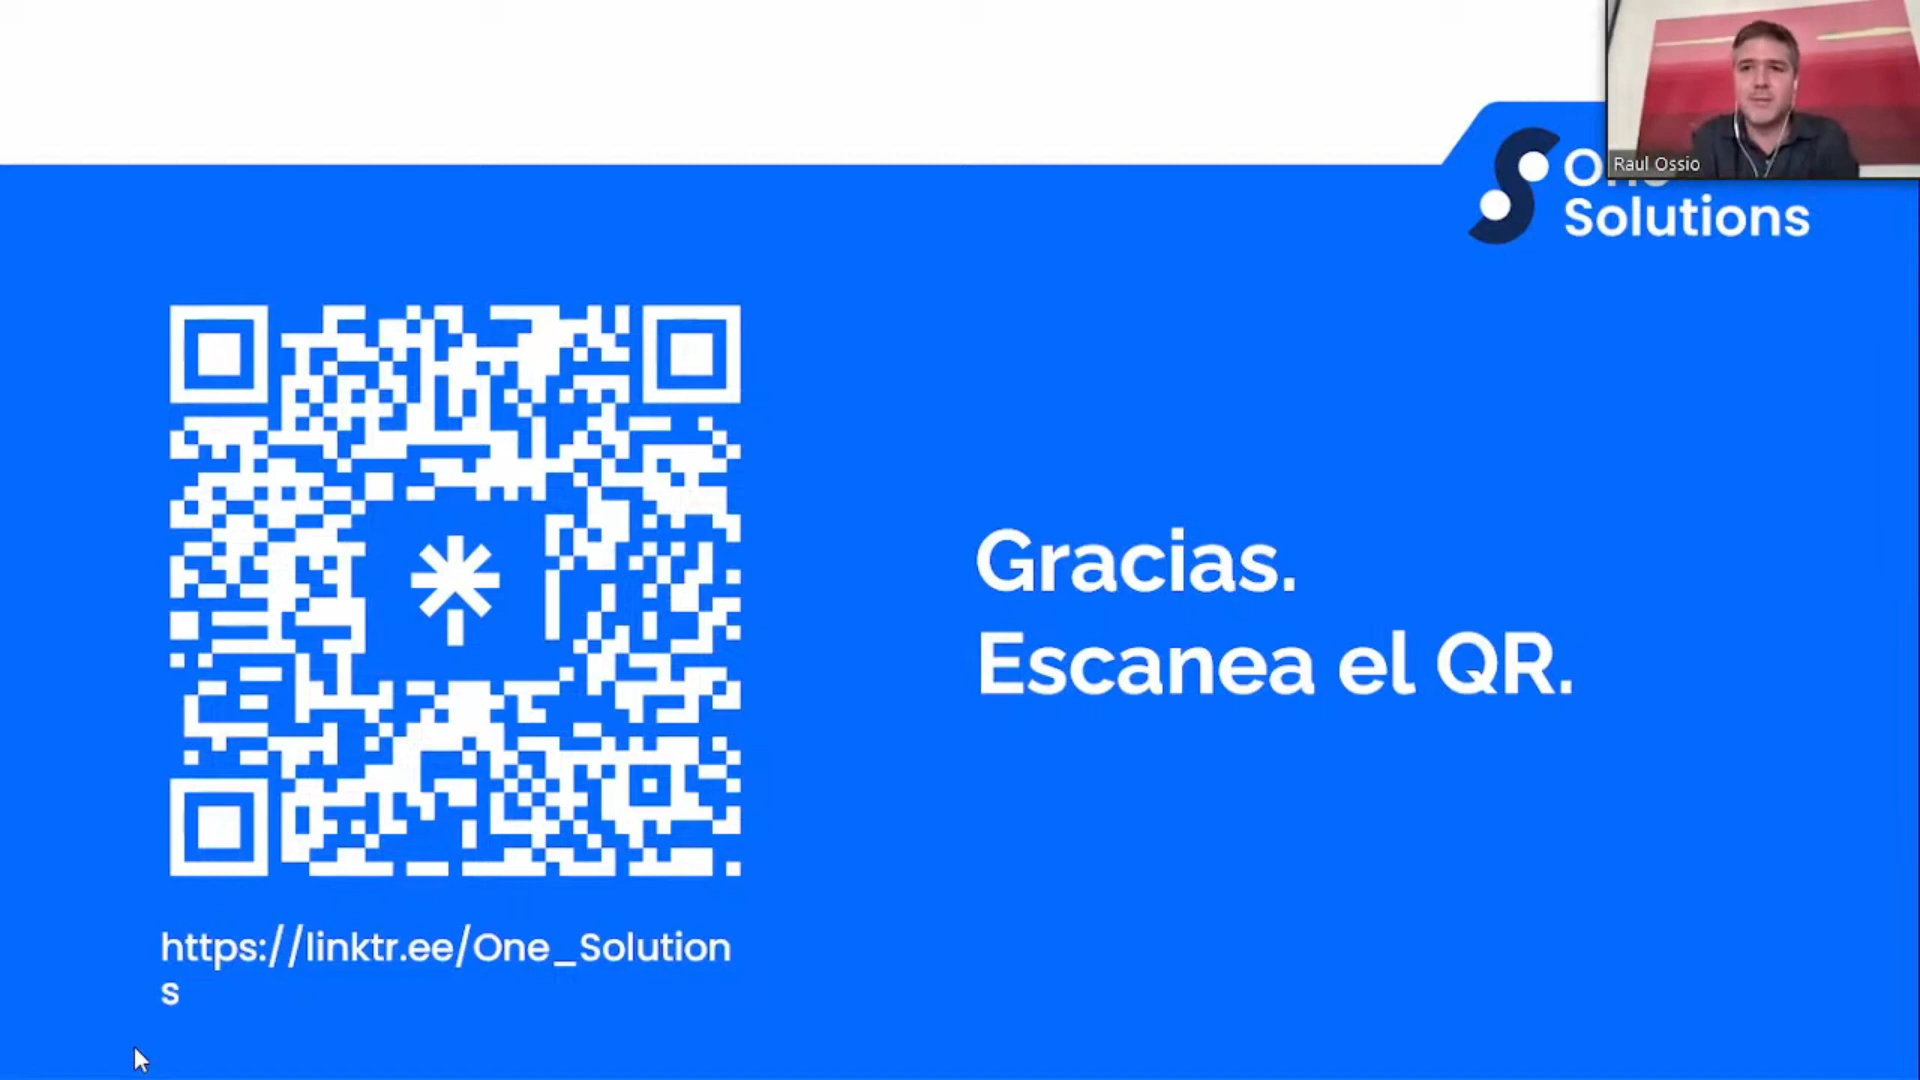 Raul Ossio
Solutions
Gracias.
Escanea el QR.
https://linktr.ee/One_Solution
s